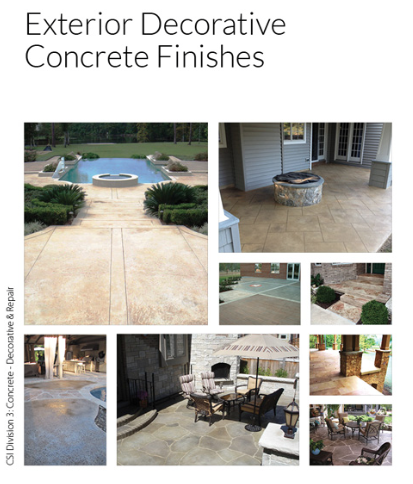 Exterior Decorative
Concrete Finishes
CSI Division 3: Concrete - Decorative & Repair